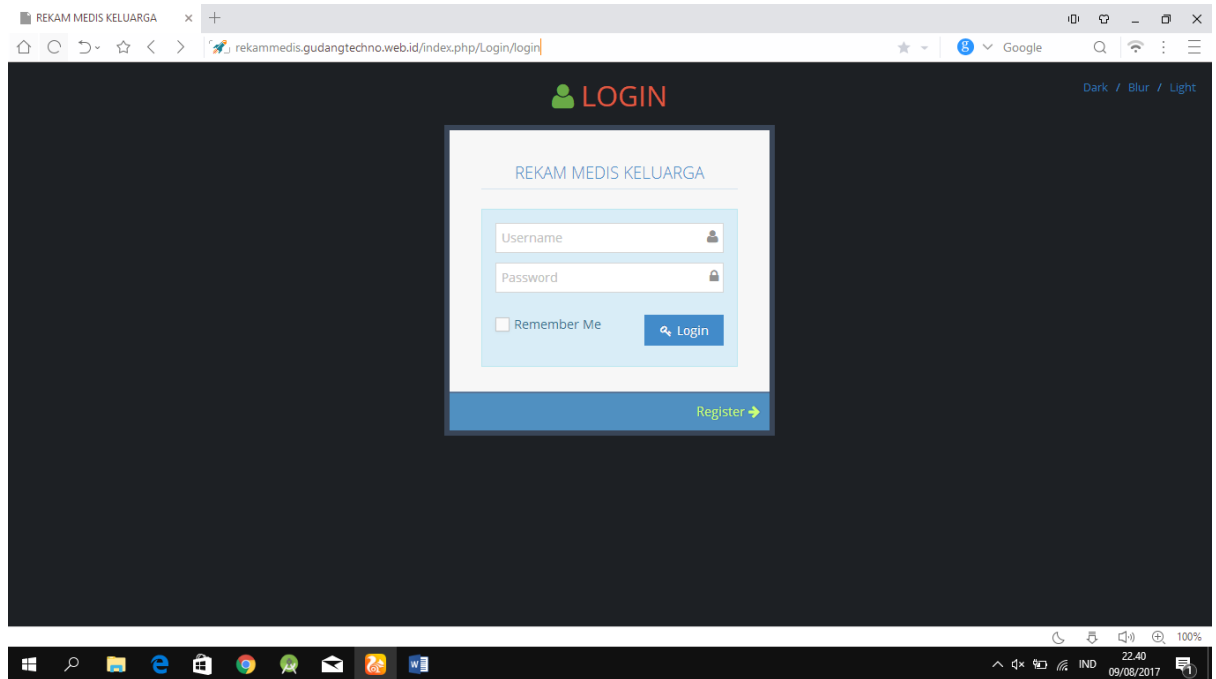 REKAM MEDIS KELUARGA
rekammedis.gudangtechno.web.id/index.php/Login/login
Google
Dark / Blur / Light
LOGIN
REKAM MEDIS KELUARGA
Username
Password
Remember Me
Login
Register
100%
IND
22.40
09/08/2017